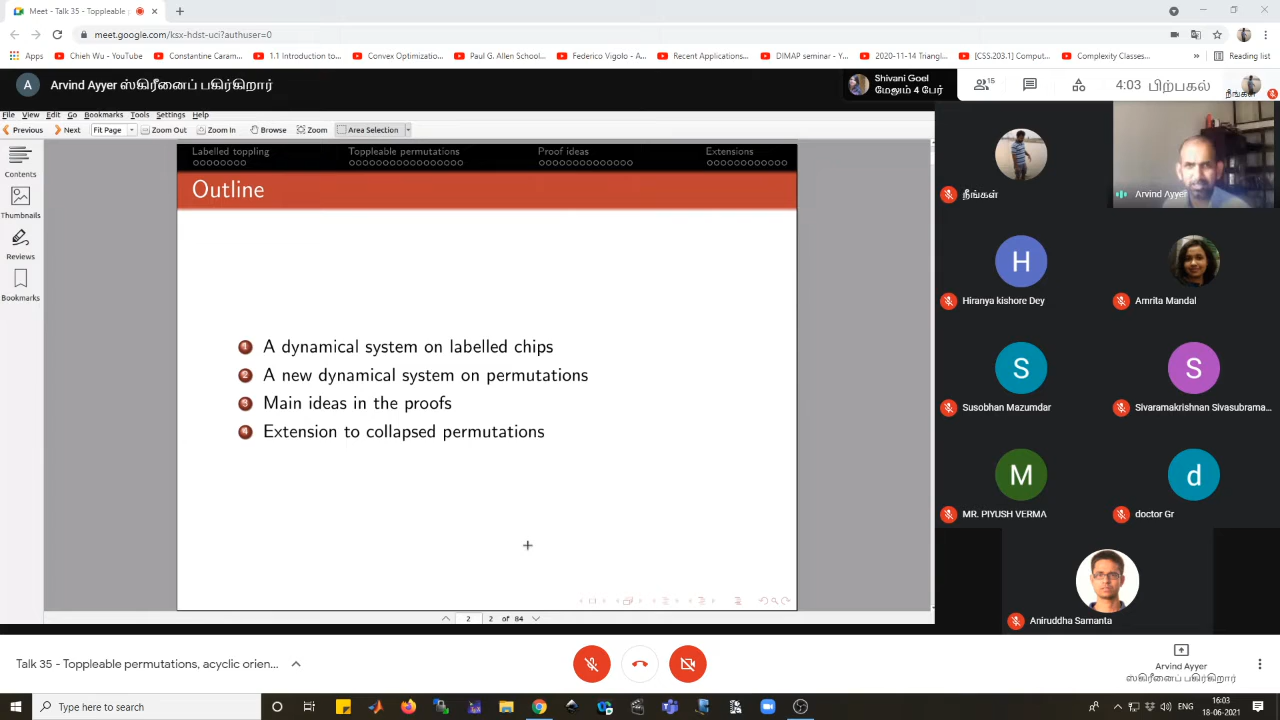 Meet - Talk 35 - Toppleable p
meet.google.com/ksx-hdst-uci?authuser=0
Apps
Chieh Wu - YouTube
Constantine Caram...
1.1 Introduction to...
Convex Optimizatio...
Paul G. Allen School...
Federico Vigolo - A...
Recent Applications...
DIMAP seminar - Y...
2020-11-14 Triangl...
[CSS.203.1] Comput...
Complexity Classes...
»
Reading list
A
Arvind Ayyer ஸ்கிரீனைப் பகிர்கிறார்
Shivani Goel
மேலும் 4 பேர்
15
4:03 பிற்பகல்
நீங்கள்
File View Edit Go Bookmarks Tools Settings Help
Previous Next Fit Page Zoom Out Zoom In Browse Zoom Area Selection
Contents
Thumbnails
Reviews
Bookmarks
Labelled toppling Toppleable permutations Proof ideas Extensions
Outline
1 A dynamical system on labelled chips
2 A new dynamical system on permutations
3 Main ideas in the proofs
4 Extension to collapsed permutations
2 2 of 84
நீங்கள்
Arvind Ayyer
H
Hiranya kishore Dey
Amrita Mandal
S
Susobhan Mazumdar
S
Sivaramakrishnan Sivasubrama...
M
MR. PIYUSH VERMA
d
doctor Gr
Aniruddha Samanta
Talk 35 - Toppleable permutations, acyclic orien...
Arvind Ayyer
ஸ்கிரீனைப் பகிர்கிறார்
Type here to search
ENG
16:03
18-06-2021